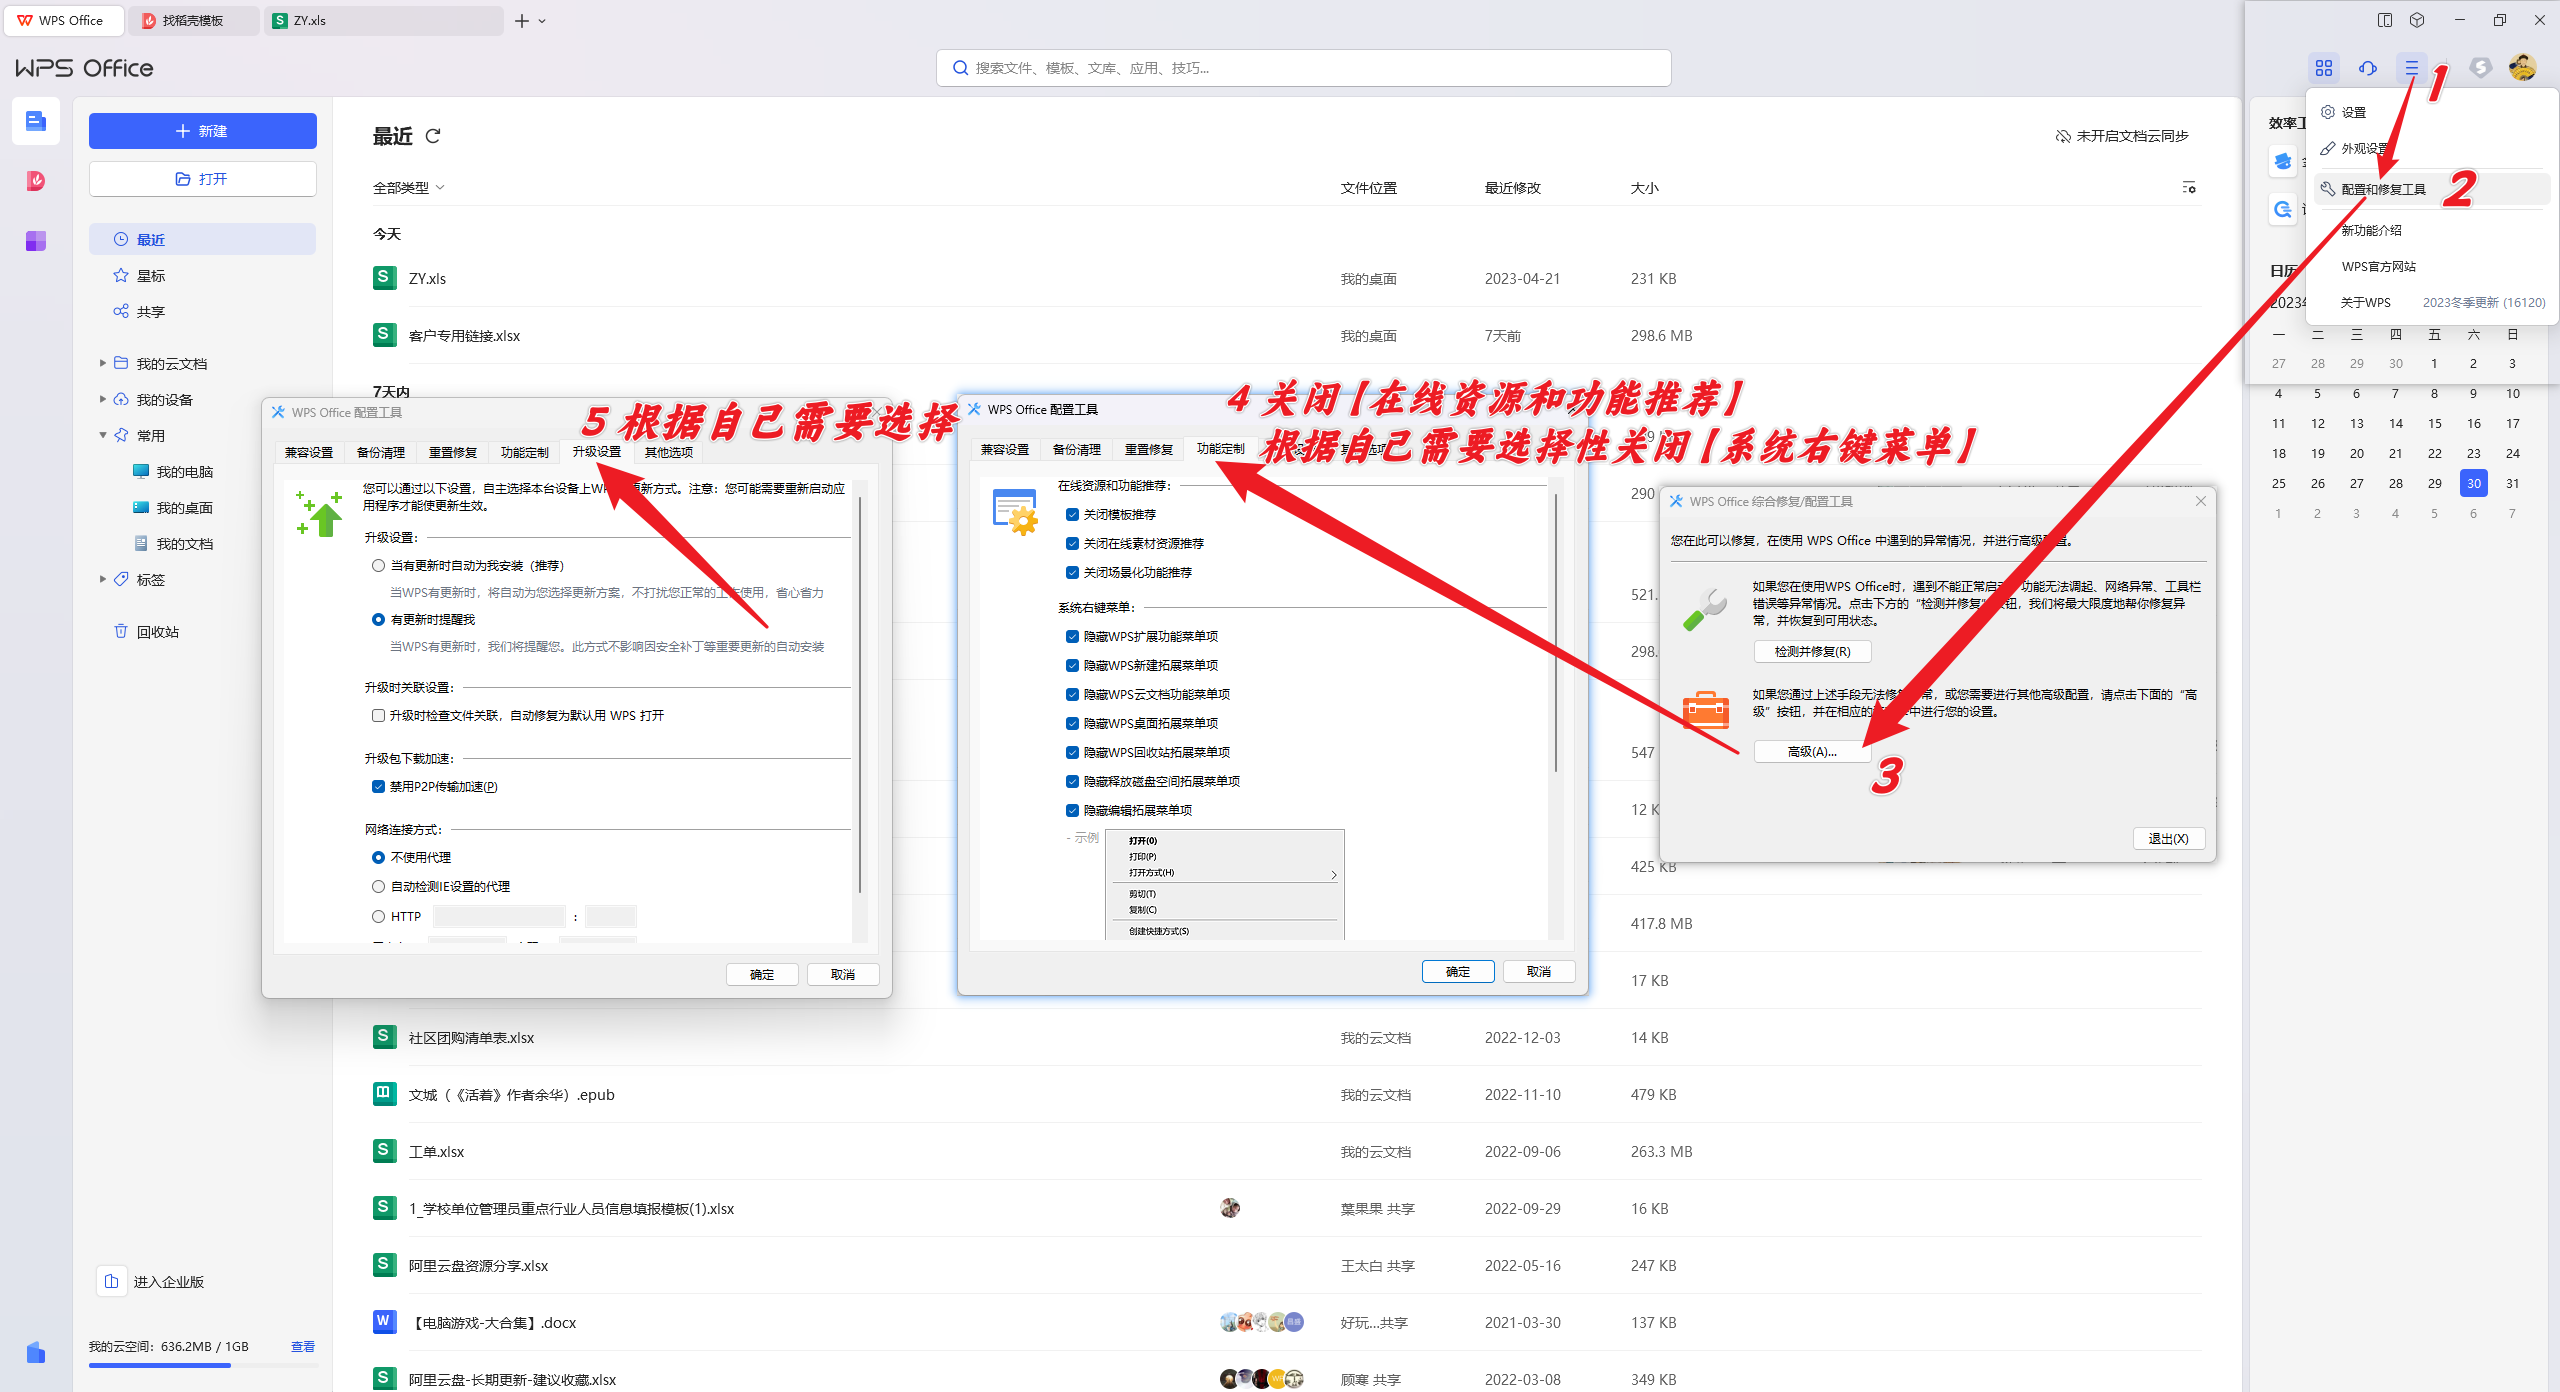 WPS Office
找稻壳模板
ZY.xls
WPS Office
搜索文件、模板、文库、应用、技巧...
1
新建
打开
最近
星标
共享
我的云文档
我的设备
常用
我的电脑
我的桌面
我的文档
标签
回收站
进入企业版
我的云空间：636.2MB / 1GB
查看
最近
未开启文档云同步
全部类型 文件位置 最近修改 大小
今天
ZY.xls 我的桌面 2023-04-21 231 KB
客户专用链接.xlsx 我的桌面 7天前 298.6 MB
7天内
290
521.
298.
547
12 K
425 KB
417.8 MB
17 KB
社区团购清单表.xlsx 我的云文档 2022-12-03 14 KB
文城（《活着》作者余华）.epub 我的云文档 2022-11-10 479 KB
工单.xlsx 我的云文档 2022-09-06 263.3 MB
1_学校单位管理员重点行业人员信息填报模板(1).xlsx 葉果果 共享 2022-09-29 16 KB
阿里云盘资源分享.xlsx 王太白 共享 2022-05-16 247 KB
【电脑游戏-大合集】.docx 好玩...共享 2021-03-30 137 KB
阿里云盘-长期更新-建议收藏.xlsx 顾寒 共享 2022-03-08 349 KB
WPS Office 配置工具
5 根据自己需要选择
兼容设置 备份清理 重置修复 功能定制 升级设置 其他选项
您可以通过以下设置，自主选择本台设备上WP 更新方式。注意：您可能需要重新启动应
用程序才能使更新生效。
升级设置：
当有更新时自动为我安装（推荐）
当WPS有更新时，将自动为您选择更新方案，不打扰您正常的工作使用，省心省力
有更新时提醒我
当WPS有更新时，我们将提醒您。此方式不影响因安全补丁等重要更新的自动安装
升级时关联设置：
升级时检查文件关联，自动修复为默认用 WPS 打开
升级包下载加速：
禁用P2P传输加速(P)
网络连接方式：
不使用代理
自动检测IE设置的代理
HTTP :
确定 取消
WPS Office 配置工具
4 关闭【在线资源和功能推荐】
根据自己需要选择性关闭【系统右键菜单】
兼容设置 备份清理 重置修复 功能定制
在线资源和功能推荐：
关闭模板推荐
关闭在线素材资源推荐
关闭场景化功能推荐
系统右键菜单：
隐藏WPS扩展功能菜单项
隐藏WPS新建拓展菜单项
隐藏WPS云文档功能菜单项
隐藏WPS桌面拓展菜单项
隐藏WPS回收站拓展菜单项
隐藏释放磁盘空间拓展菜单项
隐藏编辑拓展菜单项
- 示例
打开(O)
打印(P)
打开方式(H)
剪切(T)
复制(C)
创建快捷方式(S)
确定 取消
WPS Office 综合修复/配置工具
您在此可以修复，在使用 WPS Office 中遇到的异常情况，并进行高级配置。
如果您在使用WPS Office时，遇到不能正常启动、功能无法调起、网络异常、工具栏
错误等异常情况。点击下方的“检测并修复”按钮，我们将最大限度地帮你修复异
常，并恢复到可用状态。
检测并修复(R)
如果您通过上述手段无法修复异常，或您需要进行其他高级配置，请点击下面的“高
级”按钮，并在相应的 中进行您的设置。
高级(A)...
3
退出(X)
设置
外观设置
配置和修复工具
2
新功能介绍
WPS官方网站
关于WPS 2023冬季更新 (16120)
效率工
日历
2023
一 二 三 四 五 六 日
27 28 29 30 1 2 3
4 5 6 7 8 9 10
11 12 13 14 15 16 17
18 19 20 21 22 23 24
25 26 27 28 29 30 31
1 2 3 4 5 6 7